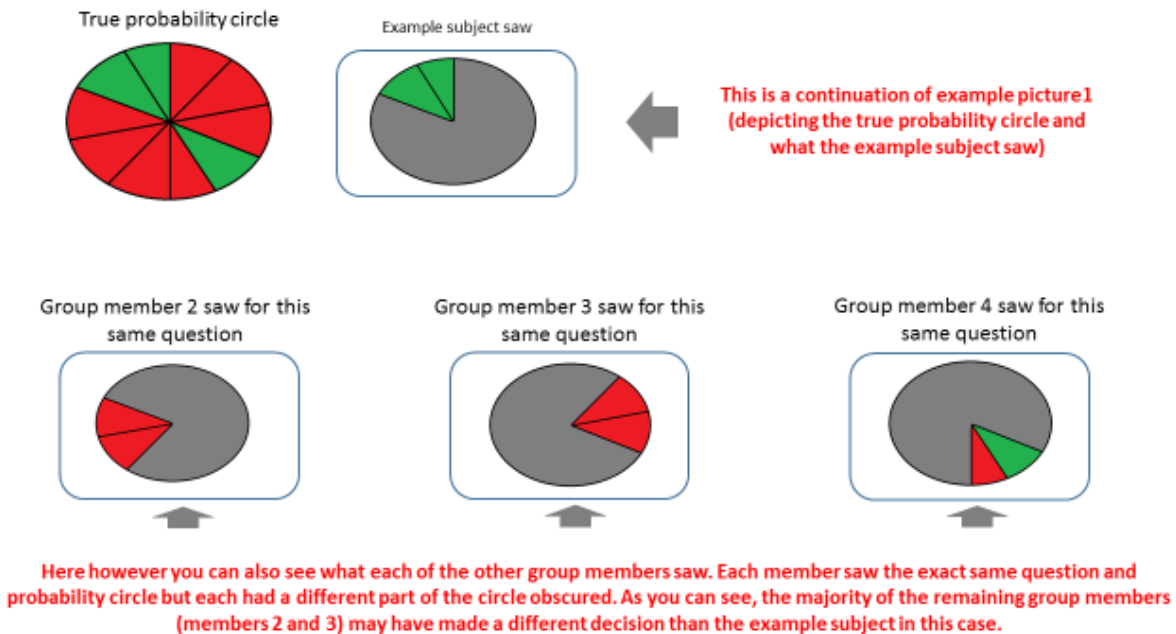 True probability circle
Example subject saw
This is a continuation of example picture1
(depicting the true probability circle and
what the example subject saw)
Group member 2 saw for this
same question
Group member 3 saw for this
same question
Group member 4 saw for this
same question
Here however you can also see what each of the other group members saw. Each member saw the exact same question and
probability circle but each had a different part of the circle obscured. As you can see, the majority of the remaining group members
(members 2 and 3) may have made a different decision than the example subject in this case.